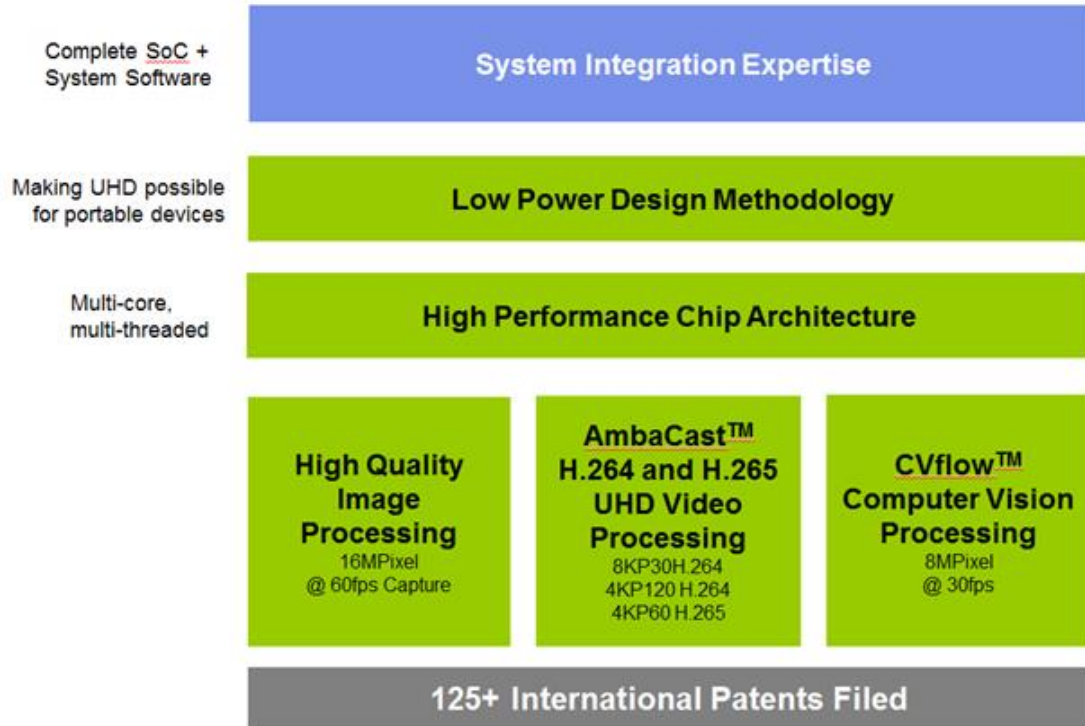 Complete SoC +
System Software
System Integration Expertise
Making UHD possible
for portable devices
Low Power Design Methodology
Multi-core,
multi-threaded
High Performance Chip Architecture
High Quality
Image
Processing
16MPixel
@ 60fps Capture
AmbaCast™
H.264 and H.265
UHD Video
Processing
8KP30H.264
4KP120 H.264
4KP60 H.265
CVflow™
Computer Vision
Processing
8MPixel
@ 30fps
125+ International Patents Filed